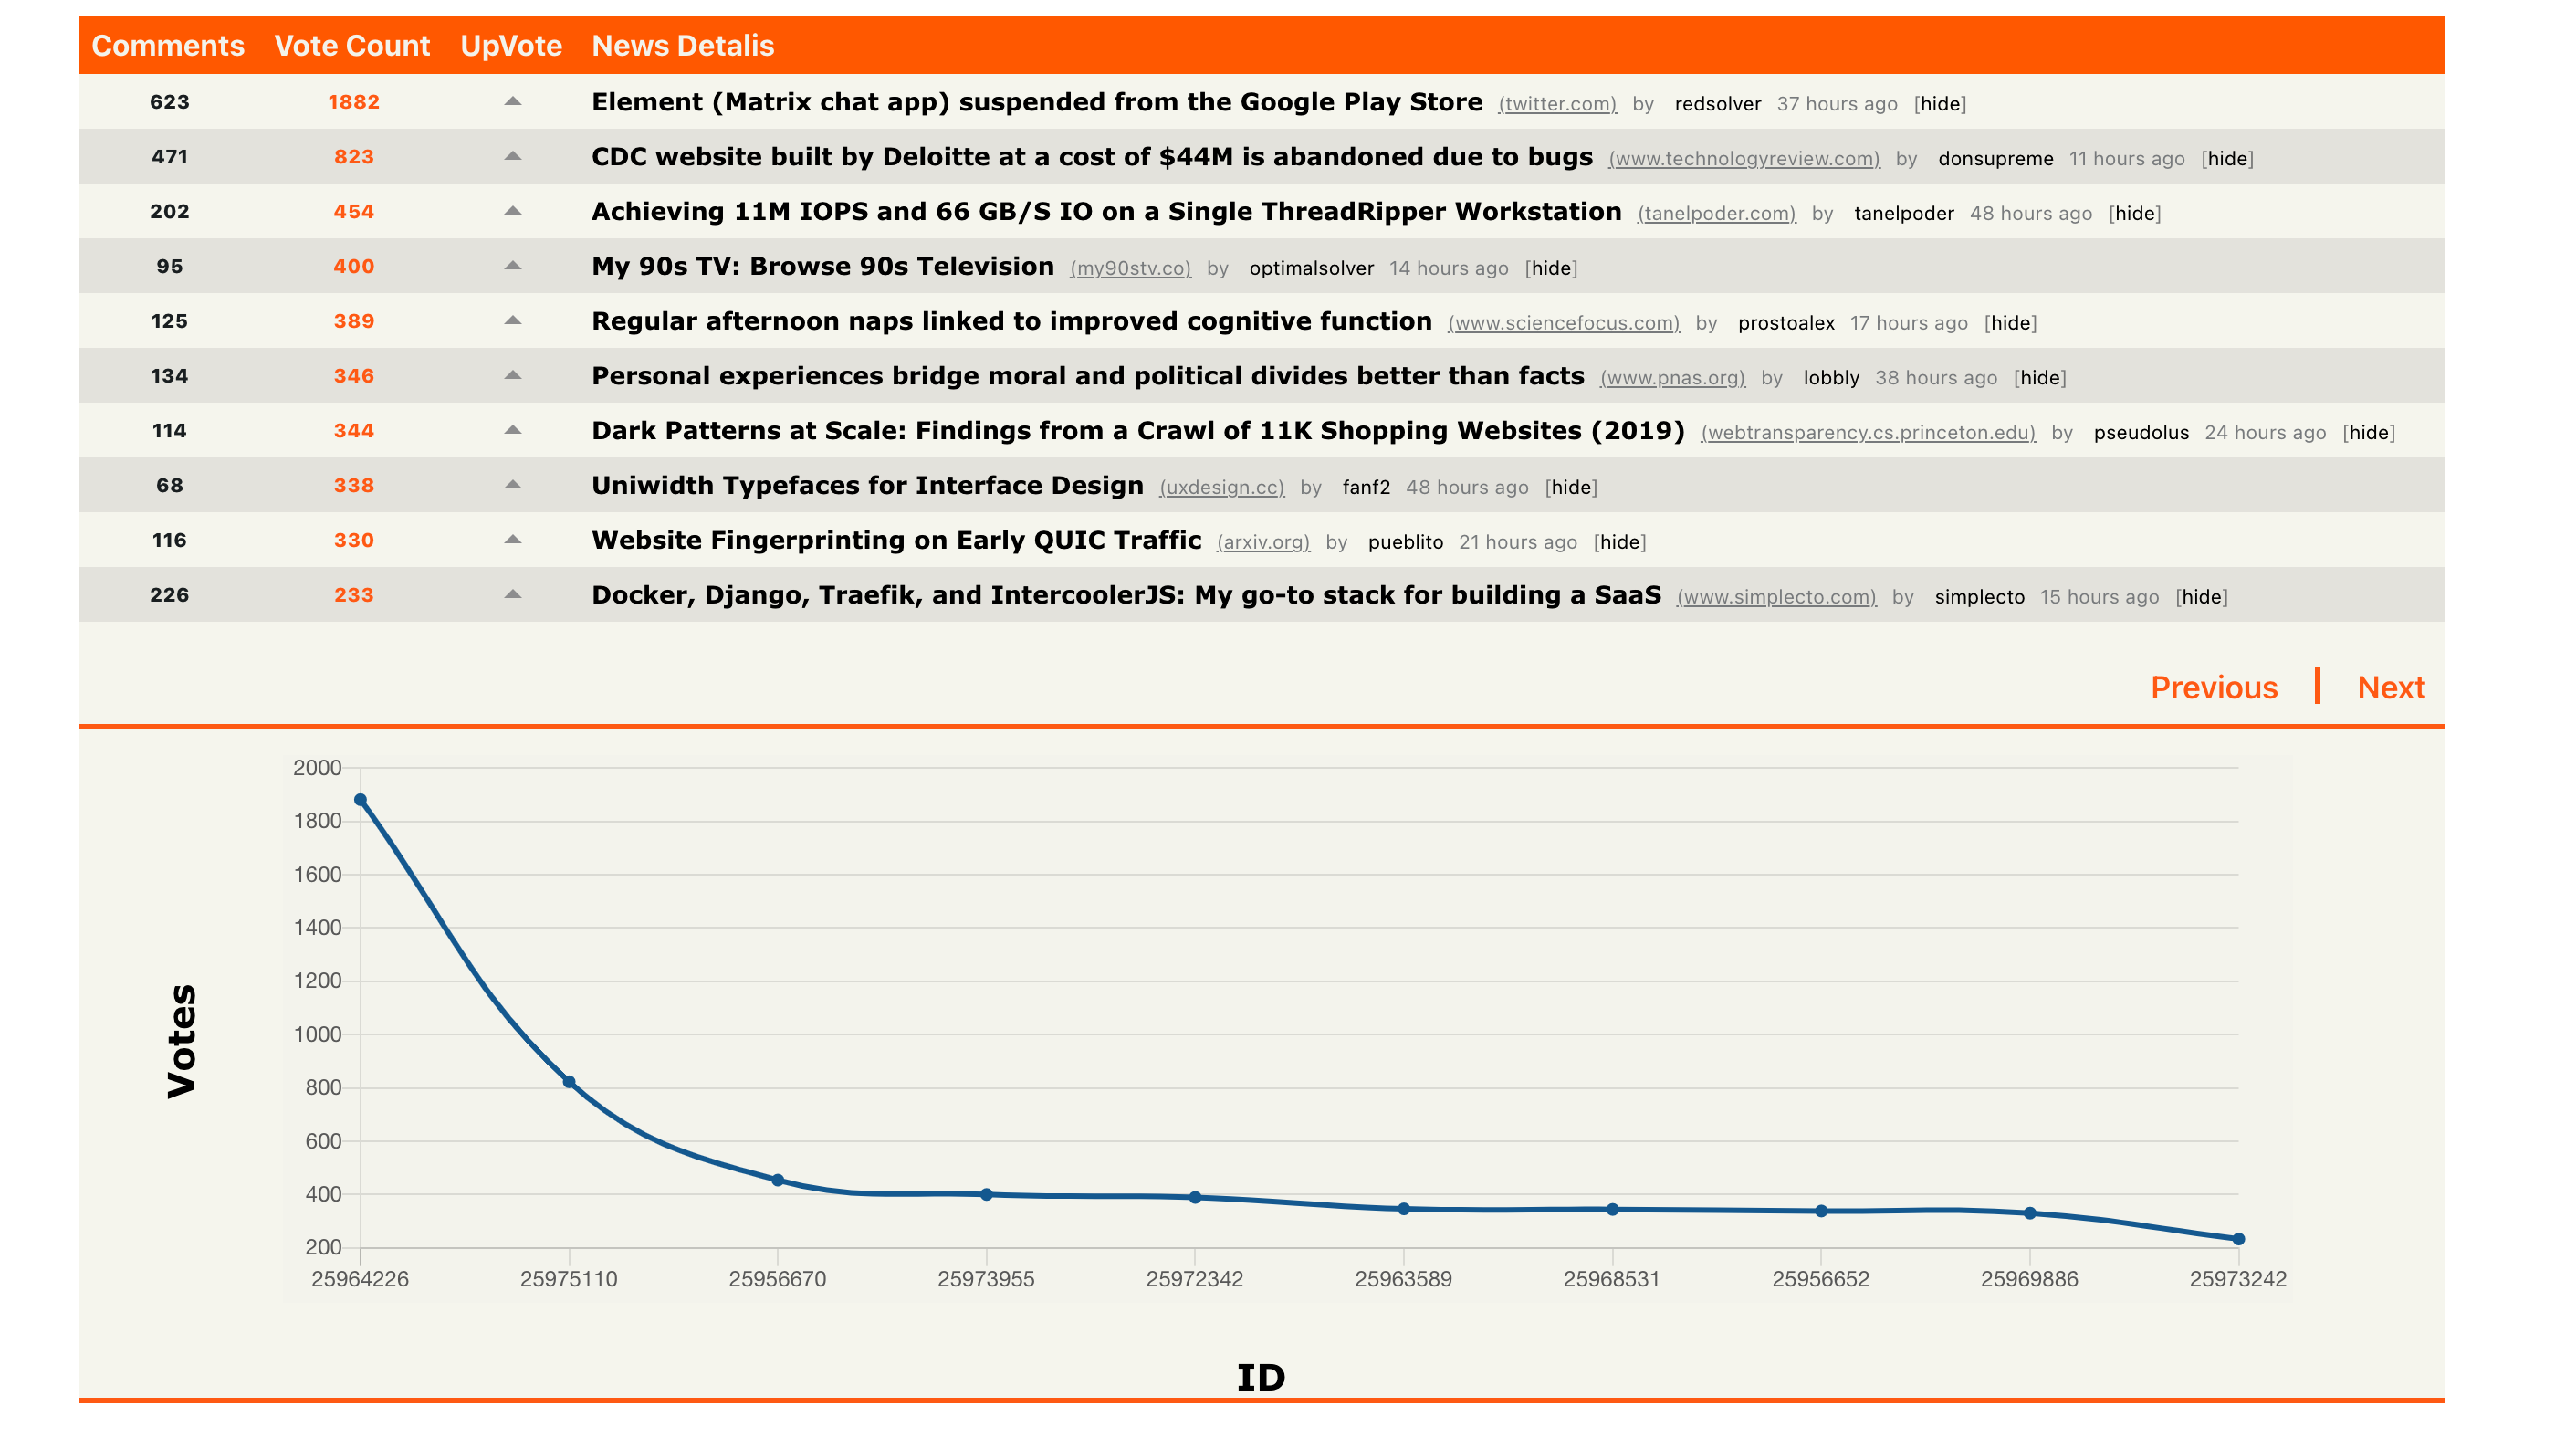 Comments Vote Count UpVote News Detalis
623 1882 Element (Matrix chat app) suspended from the Google Play Store (twitter.com) by redsolver 37 hours ago [hide]
471 823 CDC website built by Deloitte at a cost of $44M is abandoned due to bugs (www.technologyreview.com) by donsupreme 11 hours ago [hide]
202 454 Achieving 11M IOPS and 66 GB/S IO on a Single ThreadRipper Workstation (tanelpoder.com) by tanelpoder 48 hours ago [hide]
95 400 My 90s TV: Browse 90s Television (my90stv.co) by optimalsolver 14 hours ago [hide]
125 389 Regular afternoon naps linked to improved cognitive function (www.sciencefocus.com) by prostoalex 17 hours ago [hide]
134 346 Personal experiences bridge moral and political divides better than facts (www.pnas.org) by lobbly 38 hours ago [hide]
114 344 Dark Patterns at Scale: Findings from a Crawl of 11K Shopping Websites (2019) (webtransparency.cs.princeton.edu) by pseudolus 24 hours ago [hide]
68 338 Uniwidth Typefaces for Interface Design (uxdesign.cc) by fanf2 48 hours ago [hide]
116 330 Website Fingerprinting on Early QUIC Traffic (arxiv.org) by pueblito 21 hours ago [hide]
226 233 Docker, Django, Traefik, and IntercoolerJS: My go-to stack for building a SaaS (www.simplecto.com) by simplecto 15 hours ago [hide]
Previous | Next
Votes
2000
1800
1600
1400
1200
1000
800
600
400
200
25964226 25975110 25956670 25973955 25972342 25963589 25968531 25956652 25969886 25973242
ID